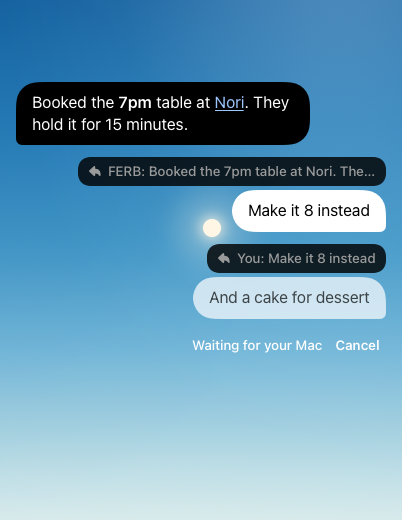 Booked the 7pm table at Nori. They
hold it for 15 minutes.
FERB: Booked the 7pm table at Nori. The...
Make it 8 instead
You: Make it 8 instead
And a cake for dessert
Waiting for your Mac Cancel